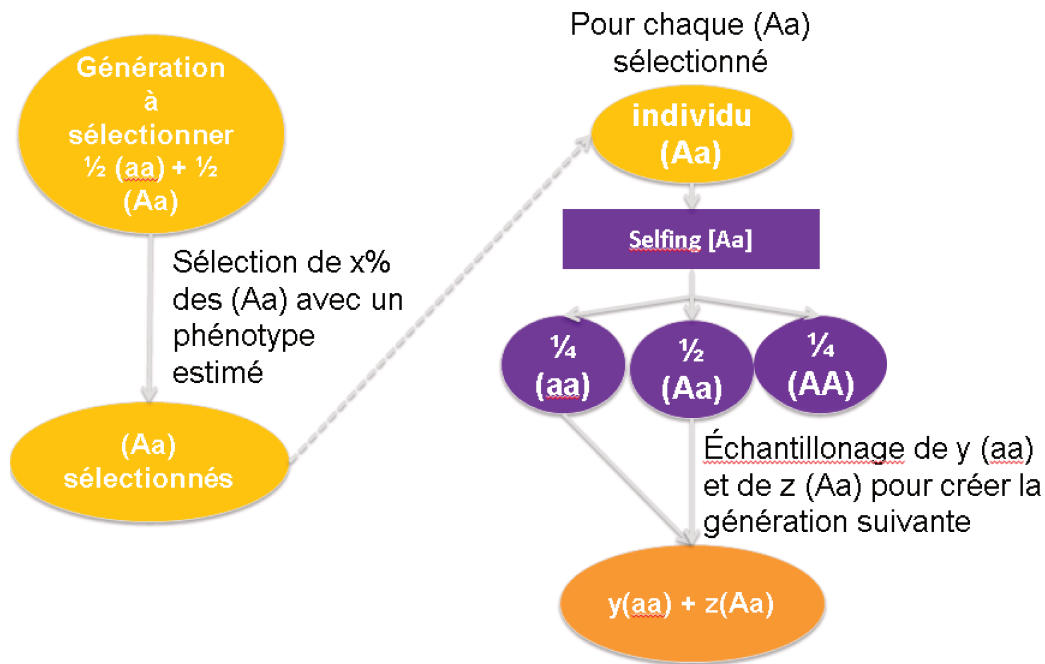 Génération
à
sélectionner
½ (aa) + ½
(Aa)
Sélection de x%
des (Aa) avec un
phénotype
estimé
(Aa)
sélectionnés
Pour chaque (Aa)
sélectionné
individu
(Aa)
Selfing [Aa]
¼
(aa)
½
(Aa)
¼
(AA)
Échantillonage de y (aa)
et de z (Aa) pour créer la
génération suivante
y(aa) + z(Aa)